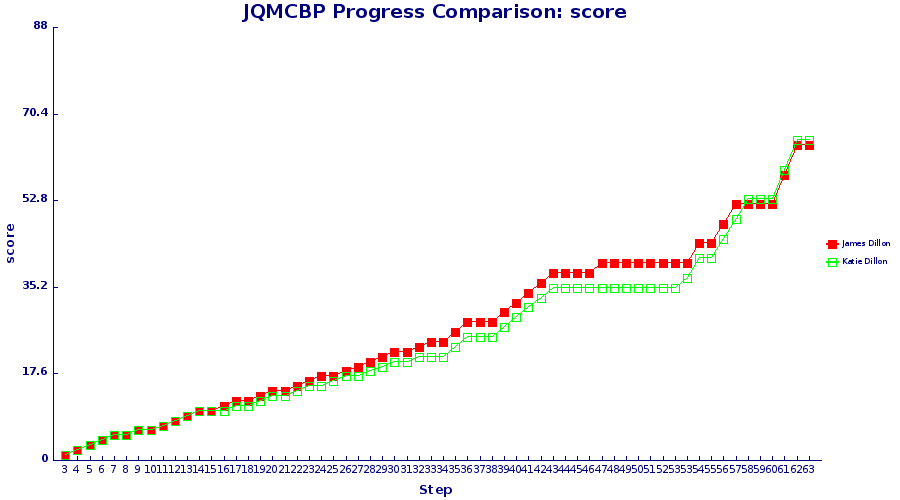 JQMCBP Progress Comparison: score
88
70.4
52.8
35.2
17.6
0
score
3 4 5 6 7 8 9 10 11 12 13 14 15 16 17 18 19 20 21 22 23 24 25 26 27 28 29 30 31 32 33 34 35 36 37 38 39 40 41 42 43 44 45 46 47 48 49 50 51 52 53 54 55 56 57 58 59 60 61 62 63
Step
James Dillon
Katie Dillon